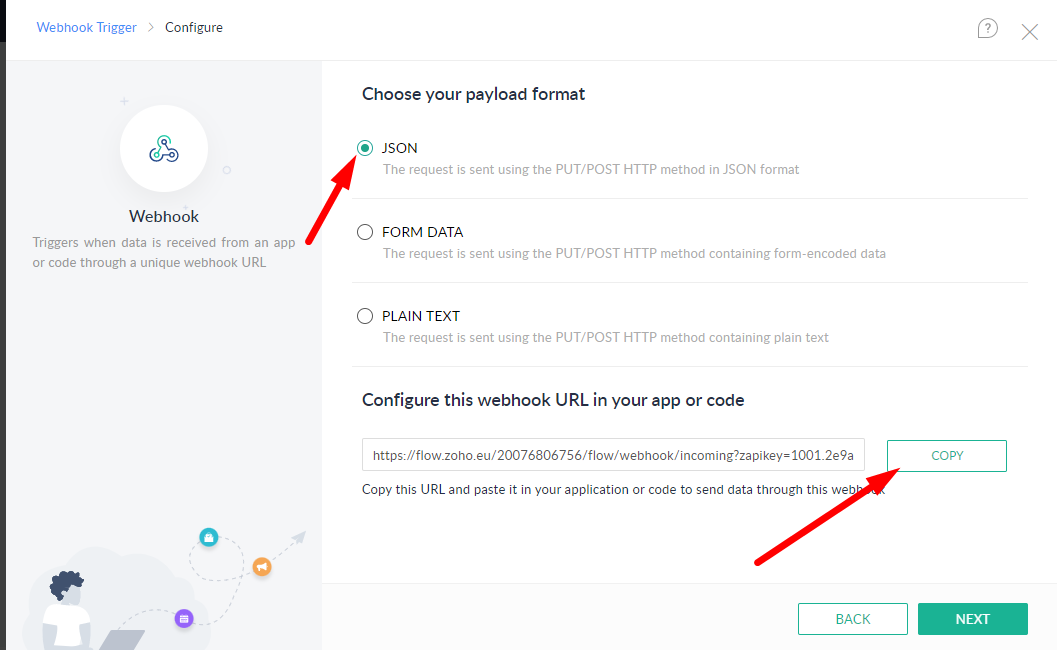 Webhook Trigger > Configure
?
Choose your payload format
JSON
The request is sent using the PUT/POST HTTP method in JSON format
Webhook
Triggers when data is received from an app
or code through a unique webhook URL
FORM DATA
The request is sent using the PUT/POST HTTP method containing form-encoded data
PLAIN TEXT
The request is sent using the PUT/POST HTTP method containing plain text
Configure this webhook URL in your app or code
https://flow.zoho.eu/20076806756/flow/webhook/incoming?zapikey=1001.2e9a
COPY
Copy this URL and paste it in your application or code to send data through this webhook
BACK
NEXT